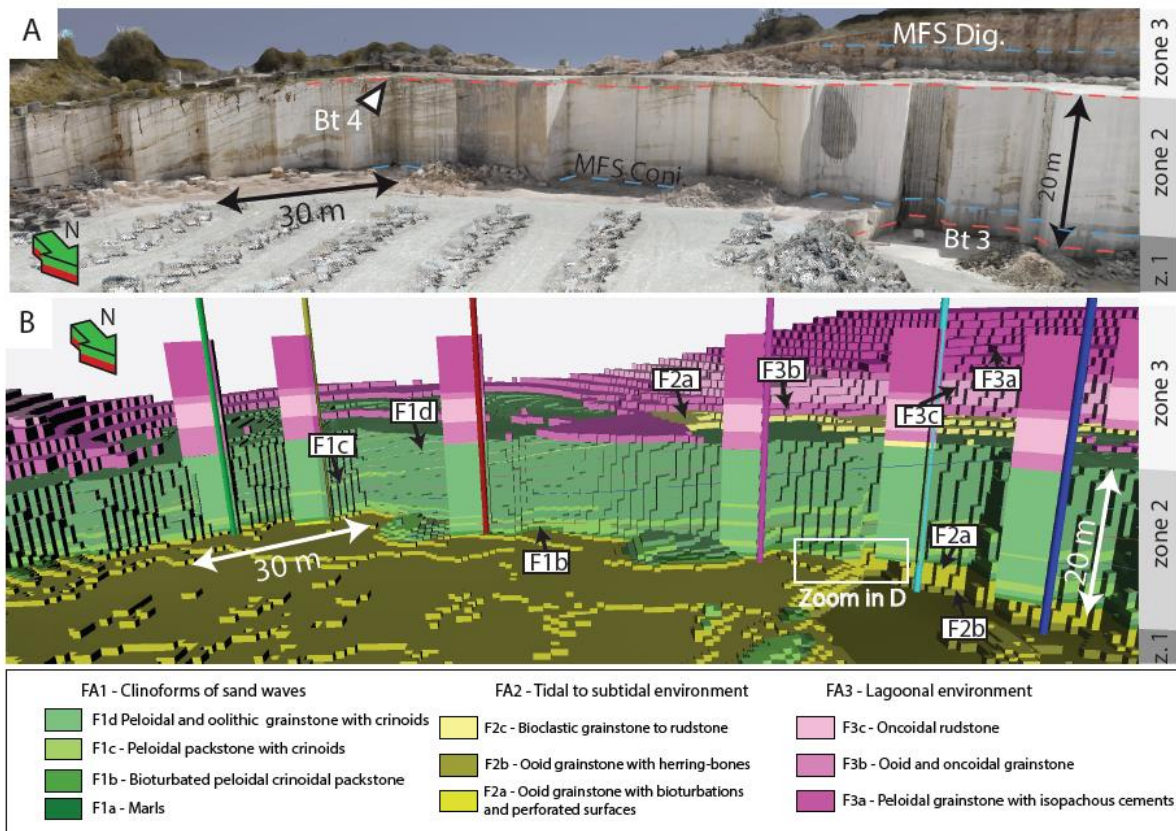 A
MFS Dig.
Bt 4
MFS Coni
30 m
20 m
Bt 3
N
zone 3
zone 2
z. 1
B
N
F2a
F3b
F1d
F3a
F3c
F1c
F2a
F1b
30 m
20 m
Zoom in D
F2b
zone 3
zone 2
z. 1
FA1 - Clinoforms of sand waves
F1d Peloidal and oolithic grainstone with crinoids
F1c - Peloidal packstone with crinoids
F1b - Bioturbated peloidal crinoidal packstone
F1a - Marls
FA2 - Tidal to subtidal environment
F2c - Bioclastic grainstone to rudstone
F2b - Ooid grainstone with herring-bones
F2a - Ooid grainstone with bioturbations
and perforated surfaces
FA3 - Lagoonal environment
F3c - Oncoidal rudstone
F3b - Ooid and oncoidal grainstone
F3a - Peloidal grainstone with isopachous cements